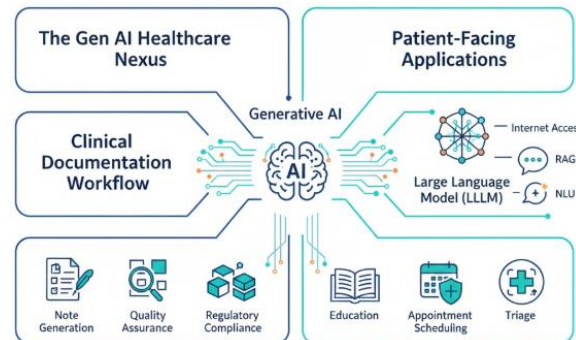 The Gen AI Healthcare
Nexus
Patient-Facing
Applications
Generative AI
Clinical
Documentation
Workflow
AI
Internet Acces
RAG
Large Language
Model (LLLM)
NLU
Note
Generation
Quality
Assurance
Regulatory
Compliance
Education
Appointment
Scheduling
Triage